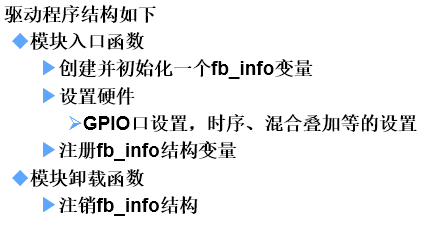 驱动程序结构如下
模块入口函数
创建并初始化一个fb_info变量
设置硬件
GPIO口设置，时序、混合叠加等的设置
注册fb_info结构变量
模块卸载函数
注销fb_info结构